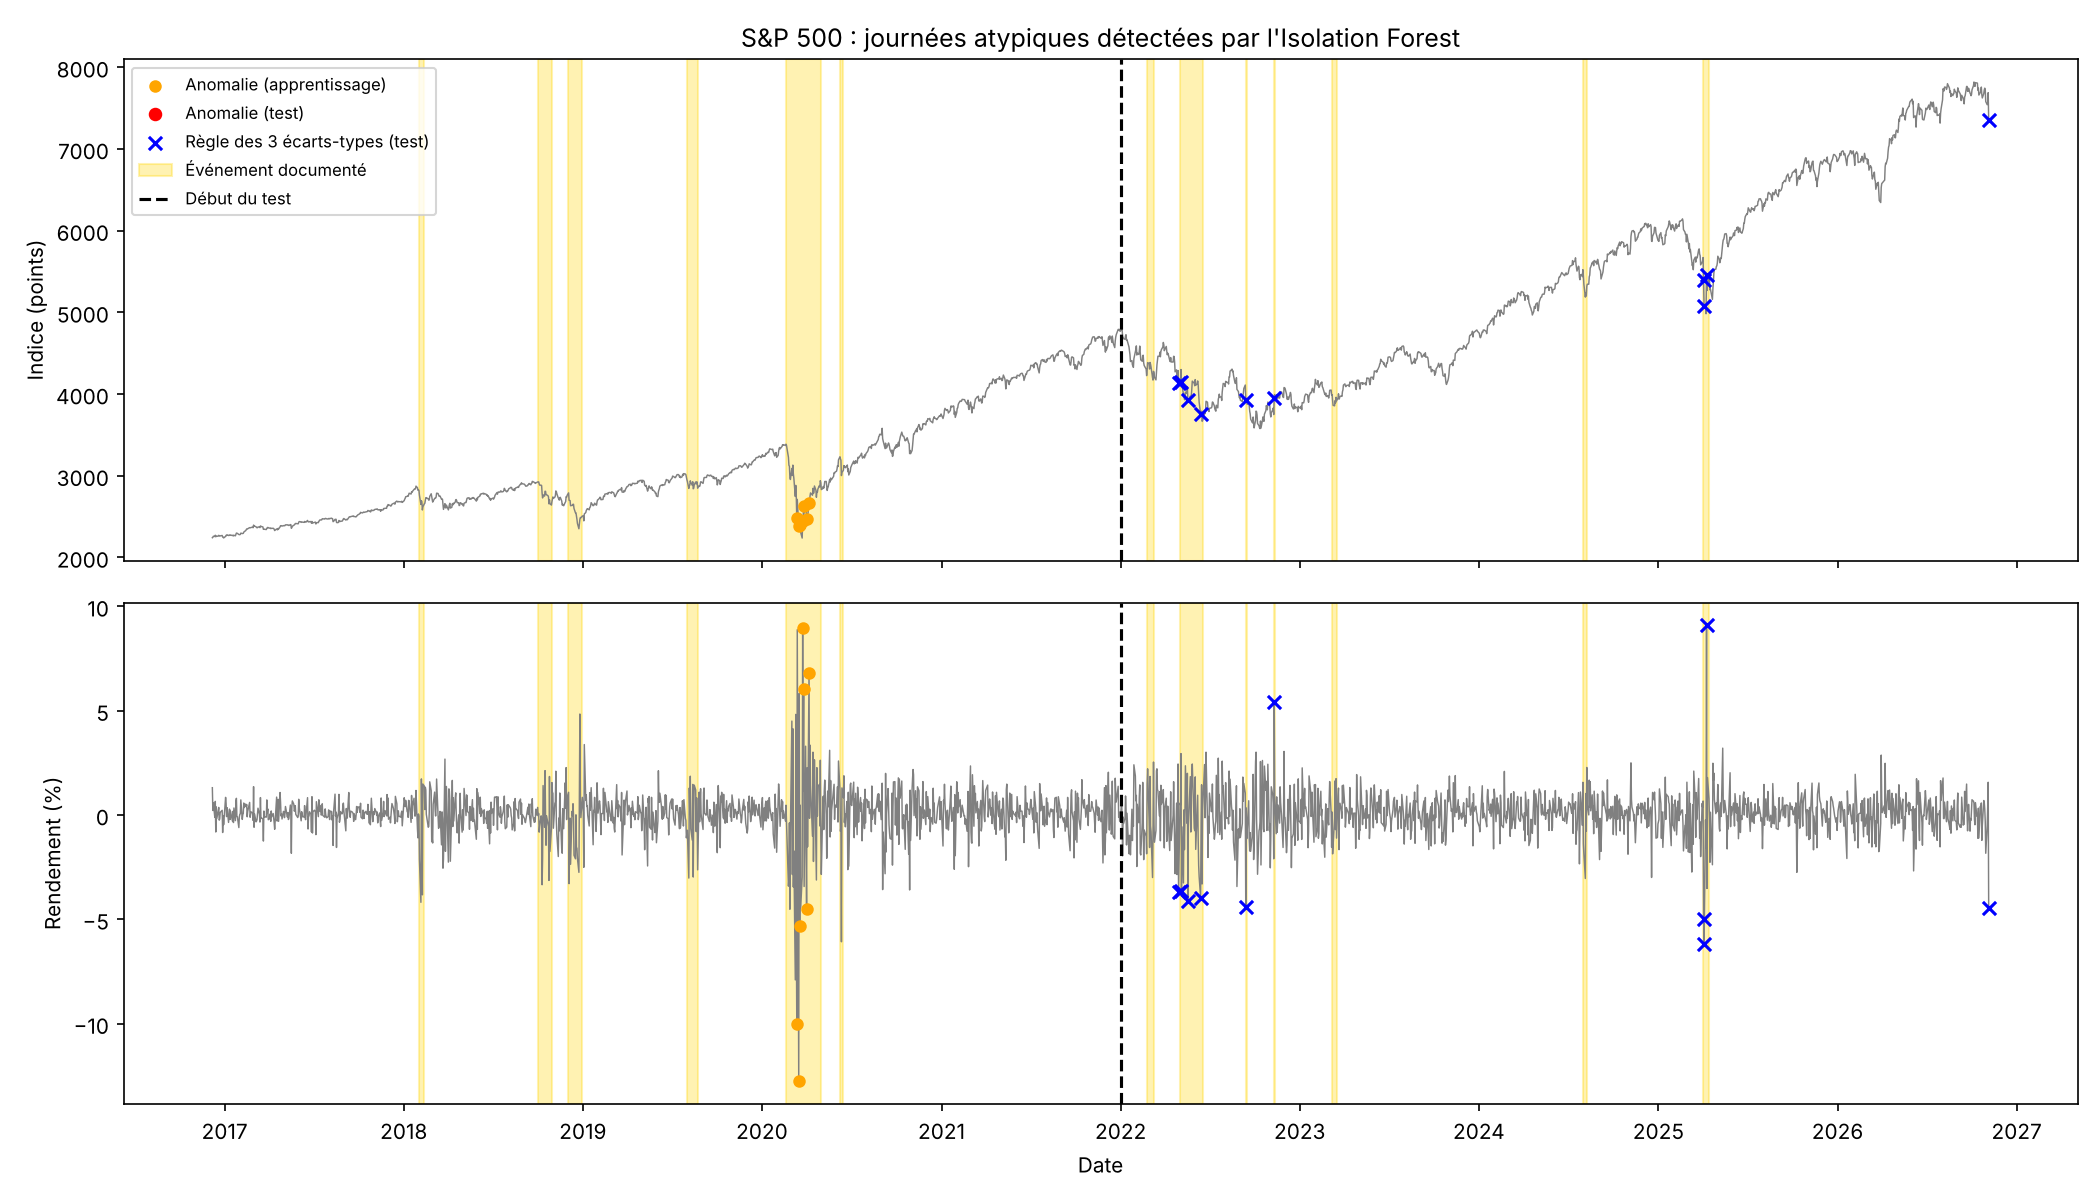 S&P 500 : journées atypiques détectées par l'Isolation Forest
Indice (points)
8000
7000
6000
5000
4000
3000
2000
Anomalie (apprentissage)
Anomalie (test)
Règle des 3 écarts-types (test)
Événement documenté
Début du test
Rendement (%)
10
5
0
−5
−10
2017 2018 2019 2020 2021 2022 2023 2024 2025 2026 2027
Date